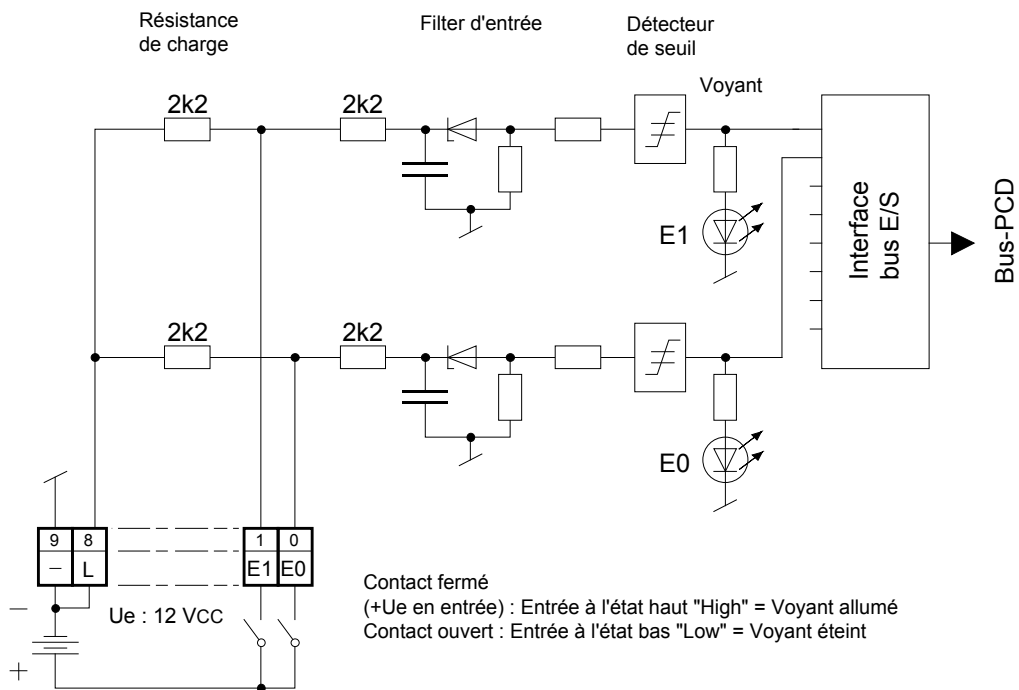 Résistance
de charge
Filter d'entrée
Détecteur
de seuil
Voyant
2k2
2k2
E1
Interface
bus E/S
Bus-PCD
2k2
2k2
E0
9 8
– L
1 0
E1 E0
–
+
Ue : 12 VCC
Contact fermé
(+Ue en entrée) : Entrée à l'état haut "High" = Voyant allumé
Contact ouvert : Entrée à l'état bas "Low" = Voyant éteint